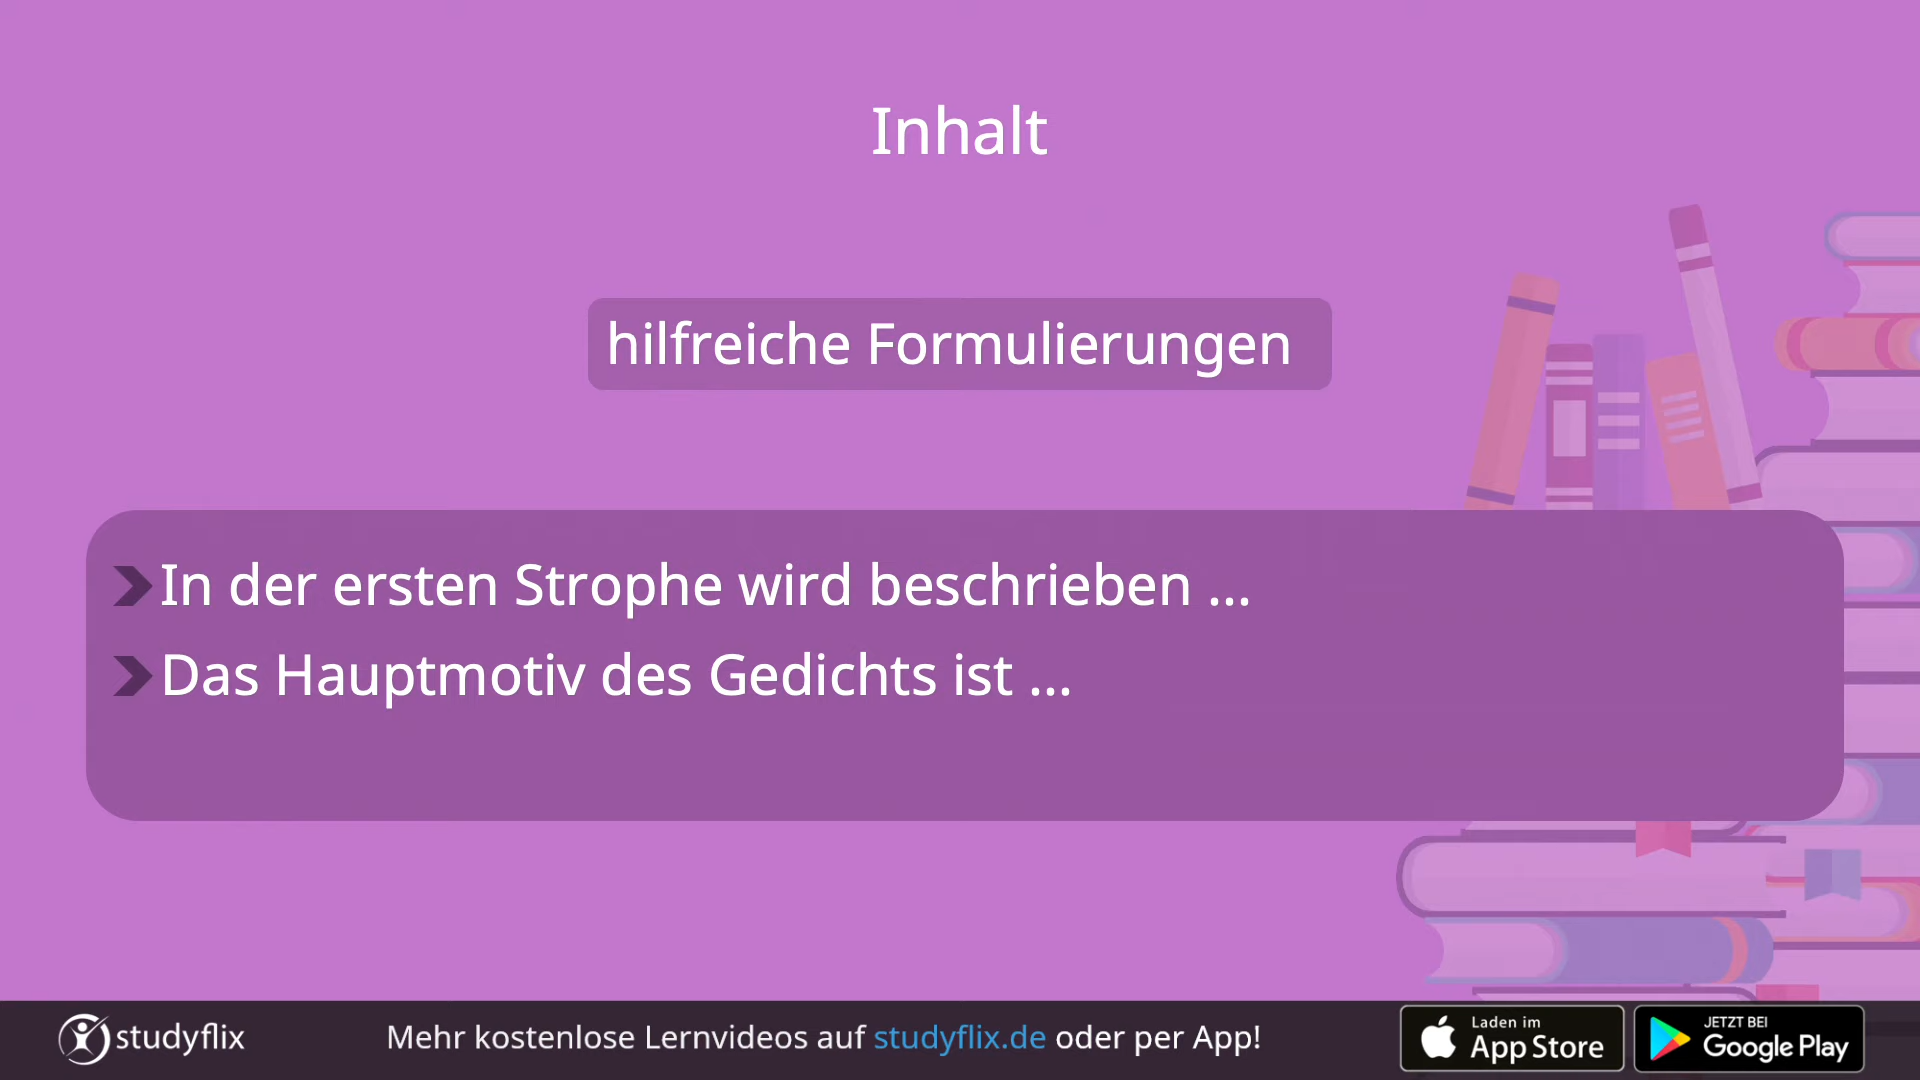 Inhalt
hilfreiche Formulierungen
In der ersten Strophe wird beschrieben ...
Das Hauptmotiv des Gedichts ist ...
studyflix
Mehr kostenlose Lernvideos auf studyflix.de oder per App!
Laden im
App Store
JETZT BEI
Google Play